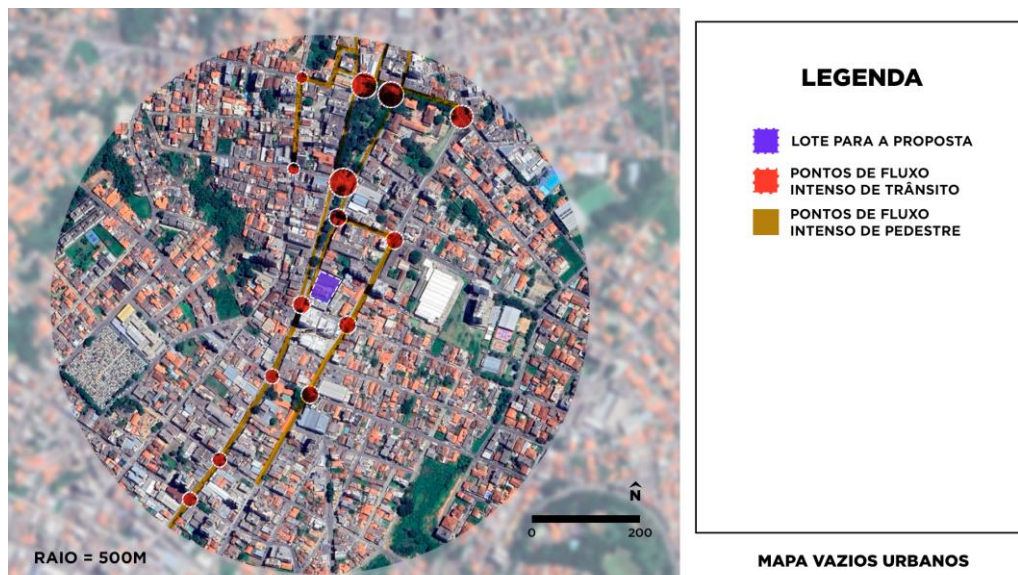 LEGENDA
LOTE PARA A PROPOSTA
PONTOS DE FLUXO
INTENSO DE TRÂNSITO
PONTOS DE FLUXO
INTENSO DE PEDESTRE
N
0 200
RAIO = 500M
MAPA VAZIOS URBANOS